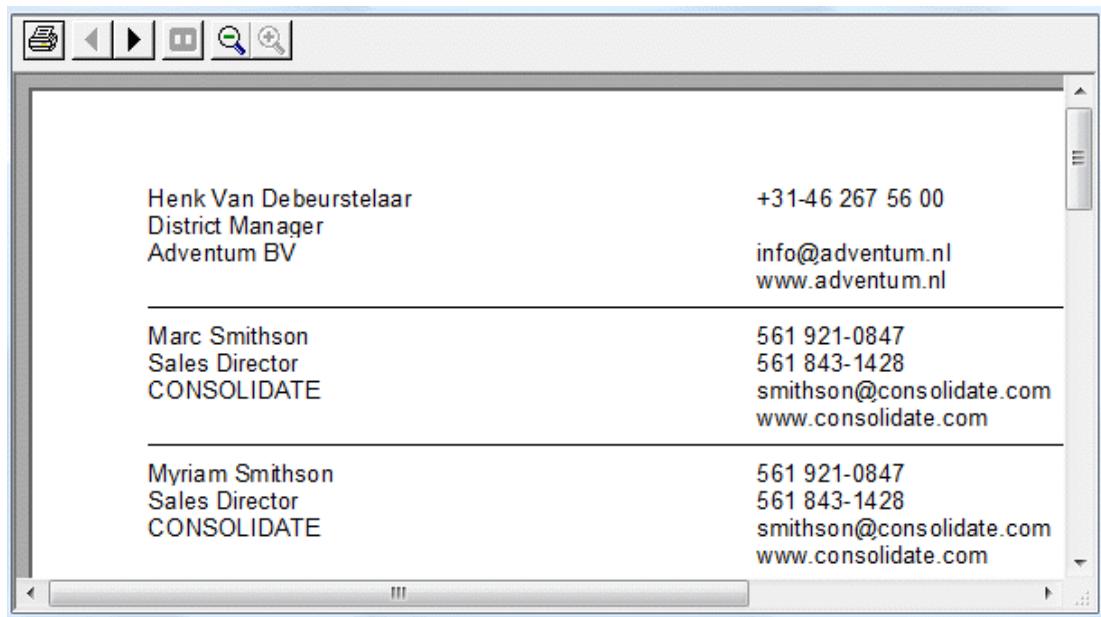 Henk Van Debeurstelaar
District Manager
Adventum BV
+31-46 267 56 00
info@adventum.nl
www.adventum.nl
Marc Smithson
Sales Director
CONSOLIDATE
561 921-0847
561 843-1428
smithson@consolidate.com
www.consolidate.com
Myriam Smithson
Sales Director
CONSOLIDATE
561 921-0847
561 843-1428
smithson@consolidate.com
www.consolidate.com